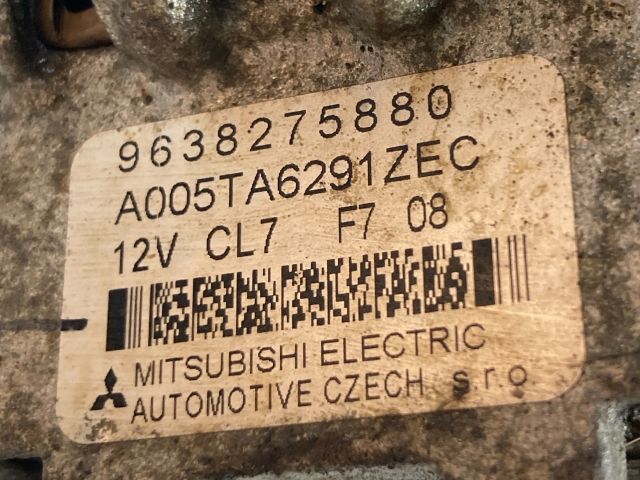 9638275880
A005TA6291ZEC
12V CL7 F7 08
MITSUBISHI ELECTRIC
AUTOMOTIVE CZECH s.r.o.